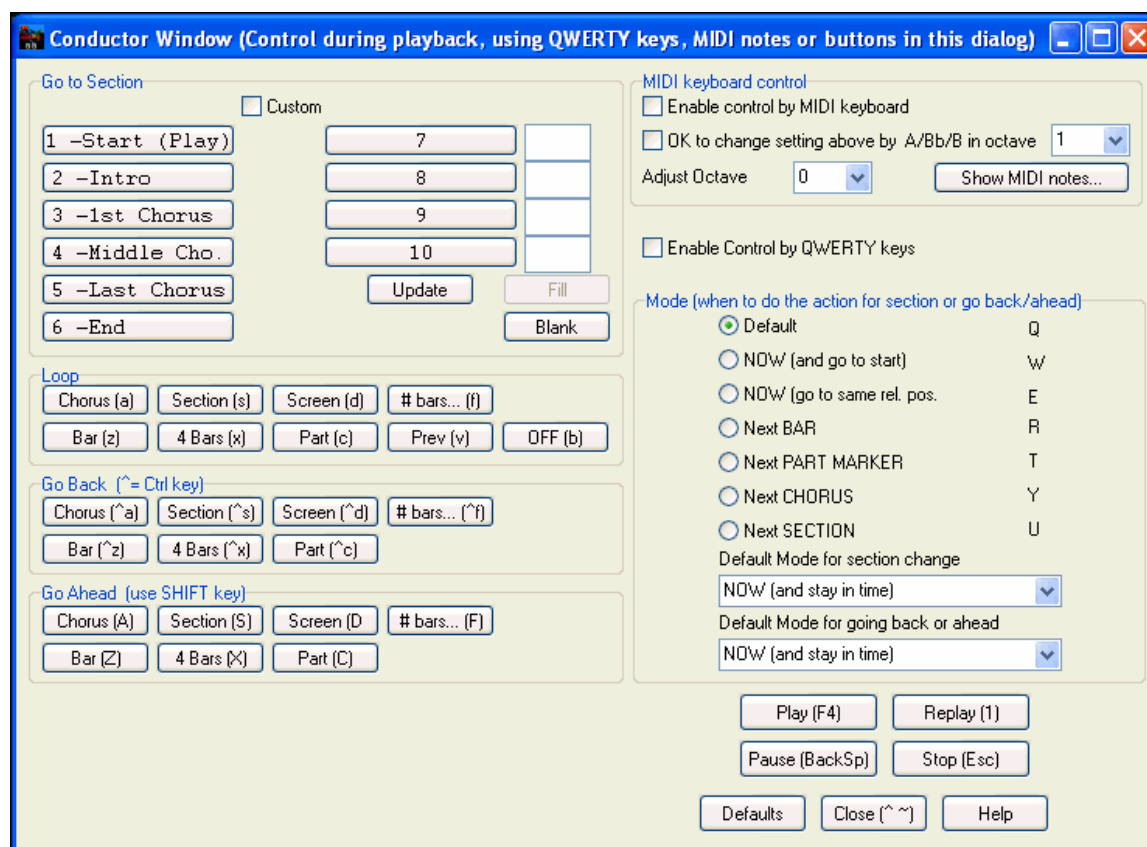 Conductor Window (Control during playback, using QWERTY keys, MIDI notes or buttons in this dialog)
Go to Section
Custom
1 -Start (Play) 7
2 -Intro 8
3 -1st Chorus 9
4 -Middle Cho. 10
5 -Last Chorus Update Fill
6 -End Blank
Loop
Chorus (a) Section (s) Screen (d) # bars... (f)
Bar (z) 4 Bars (x) Part (c) Prev (v) OFF (b)
Go Back (^= Ctrl key)
Chorus (^a) Section (^s) Screen (^d) # bars... (^f)
Bar (^z) 4 Bars (^x) Part (^c)
Go Ahead (use SHIFT key)
Chorus (A) Section (S) Screen (D # bars... (F)
Bar (Z) 4 Bars (X) Part (C)
MIDI keyboard control
Enable control by MIDI keyboard
OK to change setting above by A/Bb/B in octave 1
Adjust Octave 0 Show MIDI notes...
Enable Control by QWERTY keys
Mode (when to do the action for section or go back/ahead)
Default Q
NOW (and go to start) W
NOW (go to same rel. pos. E
Next BAR R
Next PART MARKER T
Next CHORUS Y
Next SECTION U
Default Mode for section change
NOW (and stay in time)
Default Mode for going back or ahead
NOW (and stay in time)
Play (F4) Replay (1)
Pause (BackSp) Stop (Esc)
Defaults Close (^ ~) Help